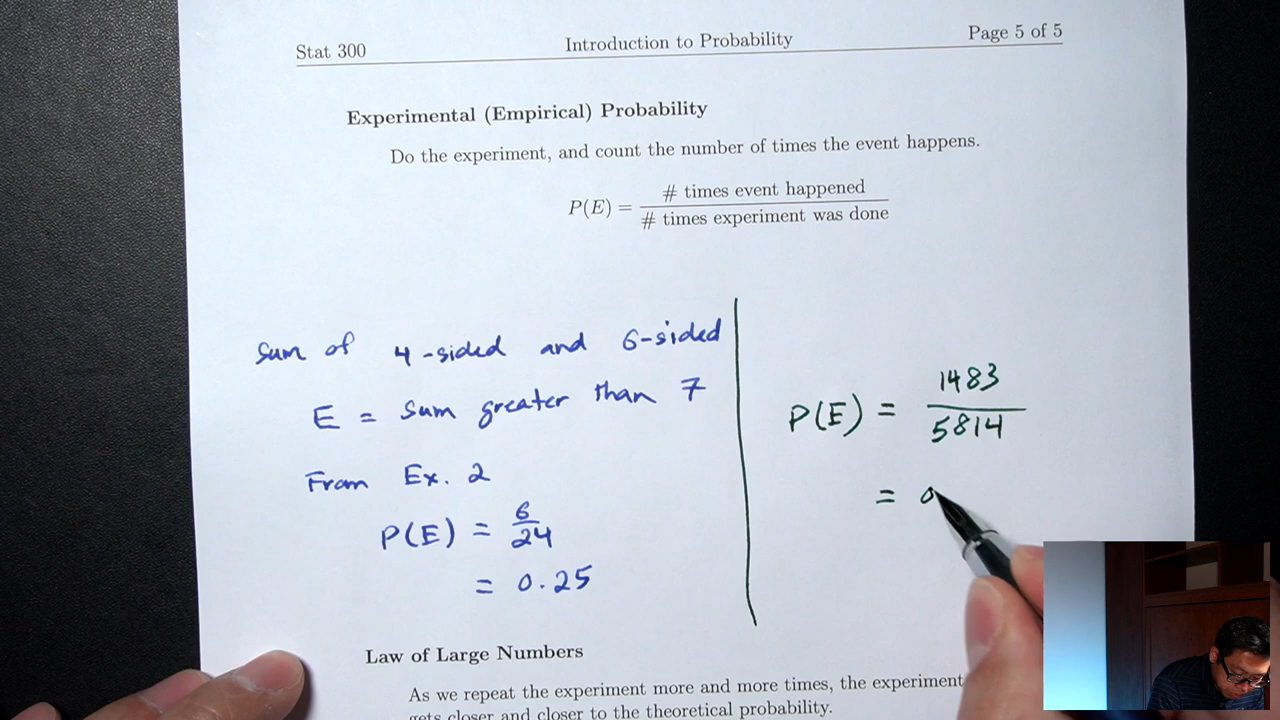 Stat 300 Introduction to Probability Page 5 of 5
Experimental (Empirical) Probability
Do the experiment, and count the number of times the event happens.
P(E) = # times event happened / # times experiment was done
Sum of 4-sided and 6-sided
E = Sum greater than 7
From Ex. 2
P(E) = 6/24
= 0.25
P(E) = 1483/5814
= 0
Law of Large Numbers
As we repeat the experiment more and more times, the experiment
gets closer and closer to the theoretical probability.